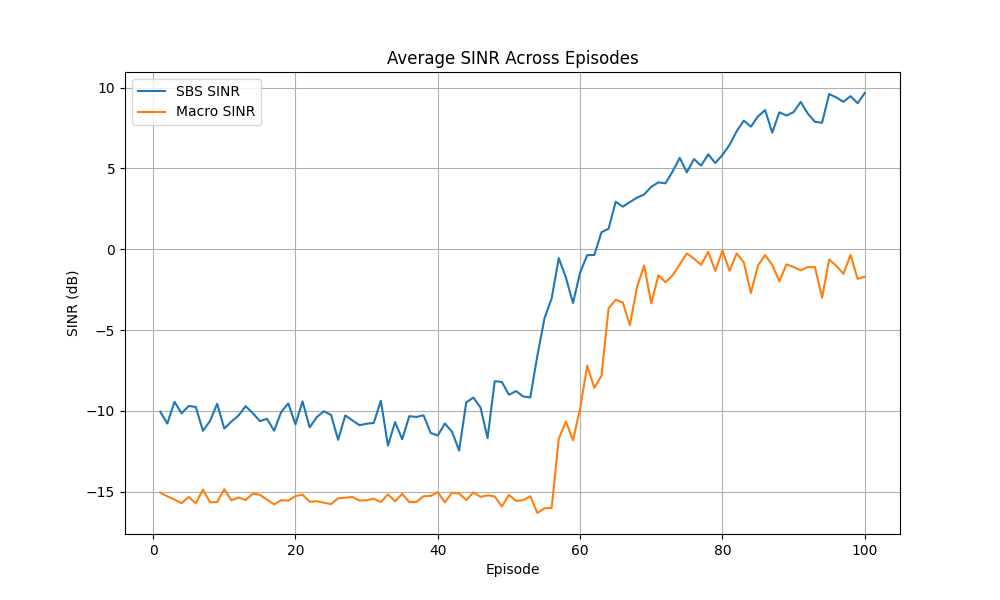 Average SINR Across Episodes
SBS SINR
Macro SINR
SINR (dB)
10
5
0
−5
−10
−15
0 20 40 60 80 100
Episode